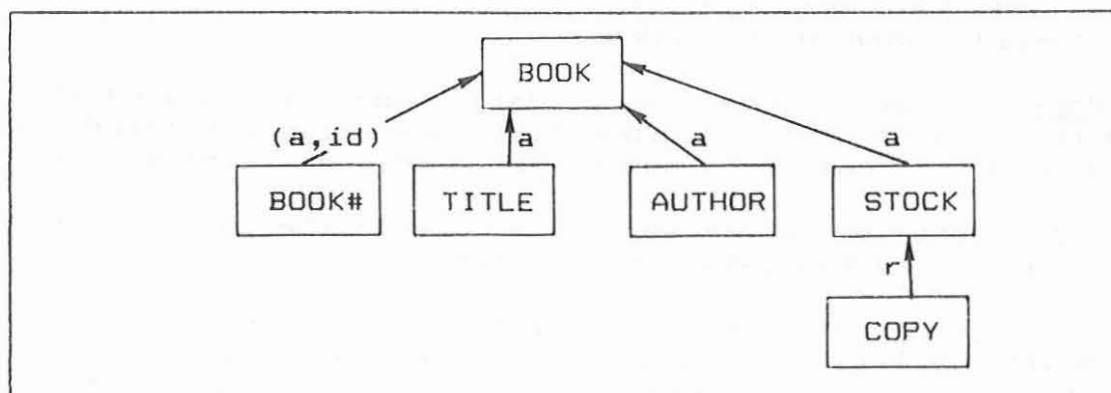 BOOK
(a,id) a a a
BOOK# TITLE AUTHOR STOCK
r
COPY